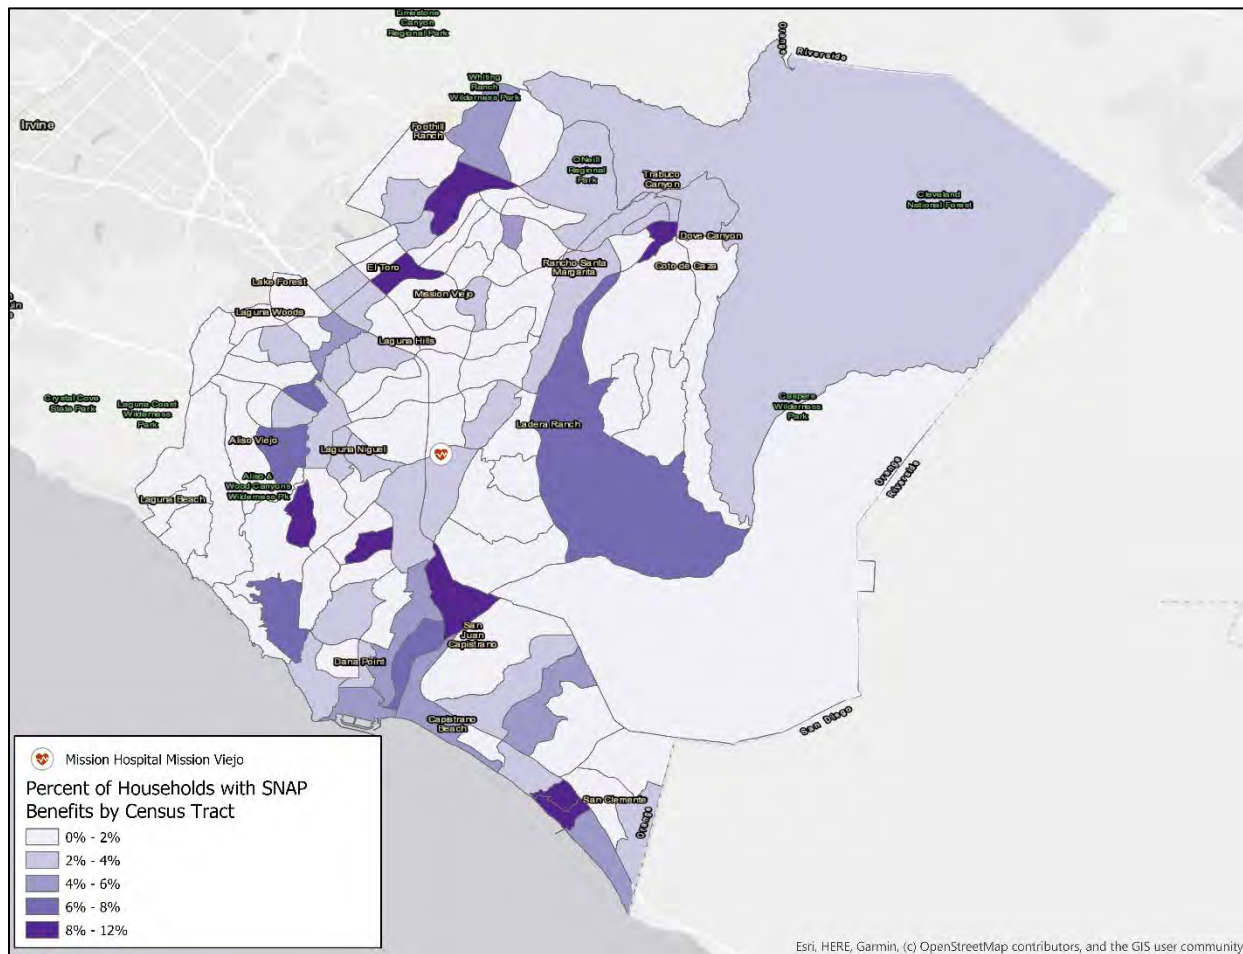 Limestone
Canyon
Regional Park
Orange
Riverside
Whiting
Ranch
Wilderness Park
Irvine
Foothill
Ranch
O'Neill
Regional
Park
Trabuco
Canyon
Cleveland
National Forest
Dove Canyon
Rancho Santa
Margarita
Coto de Caza
El Toro
Lake Forest
Mission Viejo
Laguna Woods
Laguna Hills
Crystal Cove
State Park
Laguna Coast
Wilderness
Park
Caspers
Wilderness
Park
Ladera Ranch
Aliso Viejo
Laguna Niguel
Aliso &
Wood Canyons
Wilderness Pk
Laguna Beach
Orange
Riverside
San
Juan
Capistrano
Dana Point
Capistrano
Beach
San Diego
San Clemente
Orange
Mission Hospital Mission Viejo
Percent of Households with SNAP
Benefits by Census Tract
0% - 2%
2% - 4%
4% - 6%
6% - 8%
8% - 12%
Esri, HERE, Garmin, (c) OpenStreetMap contributors, and the GIS user community